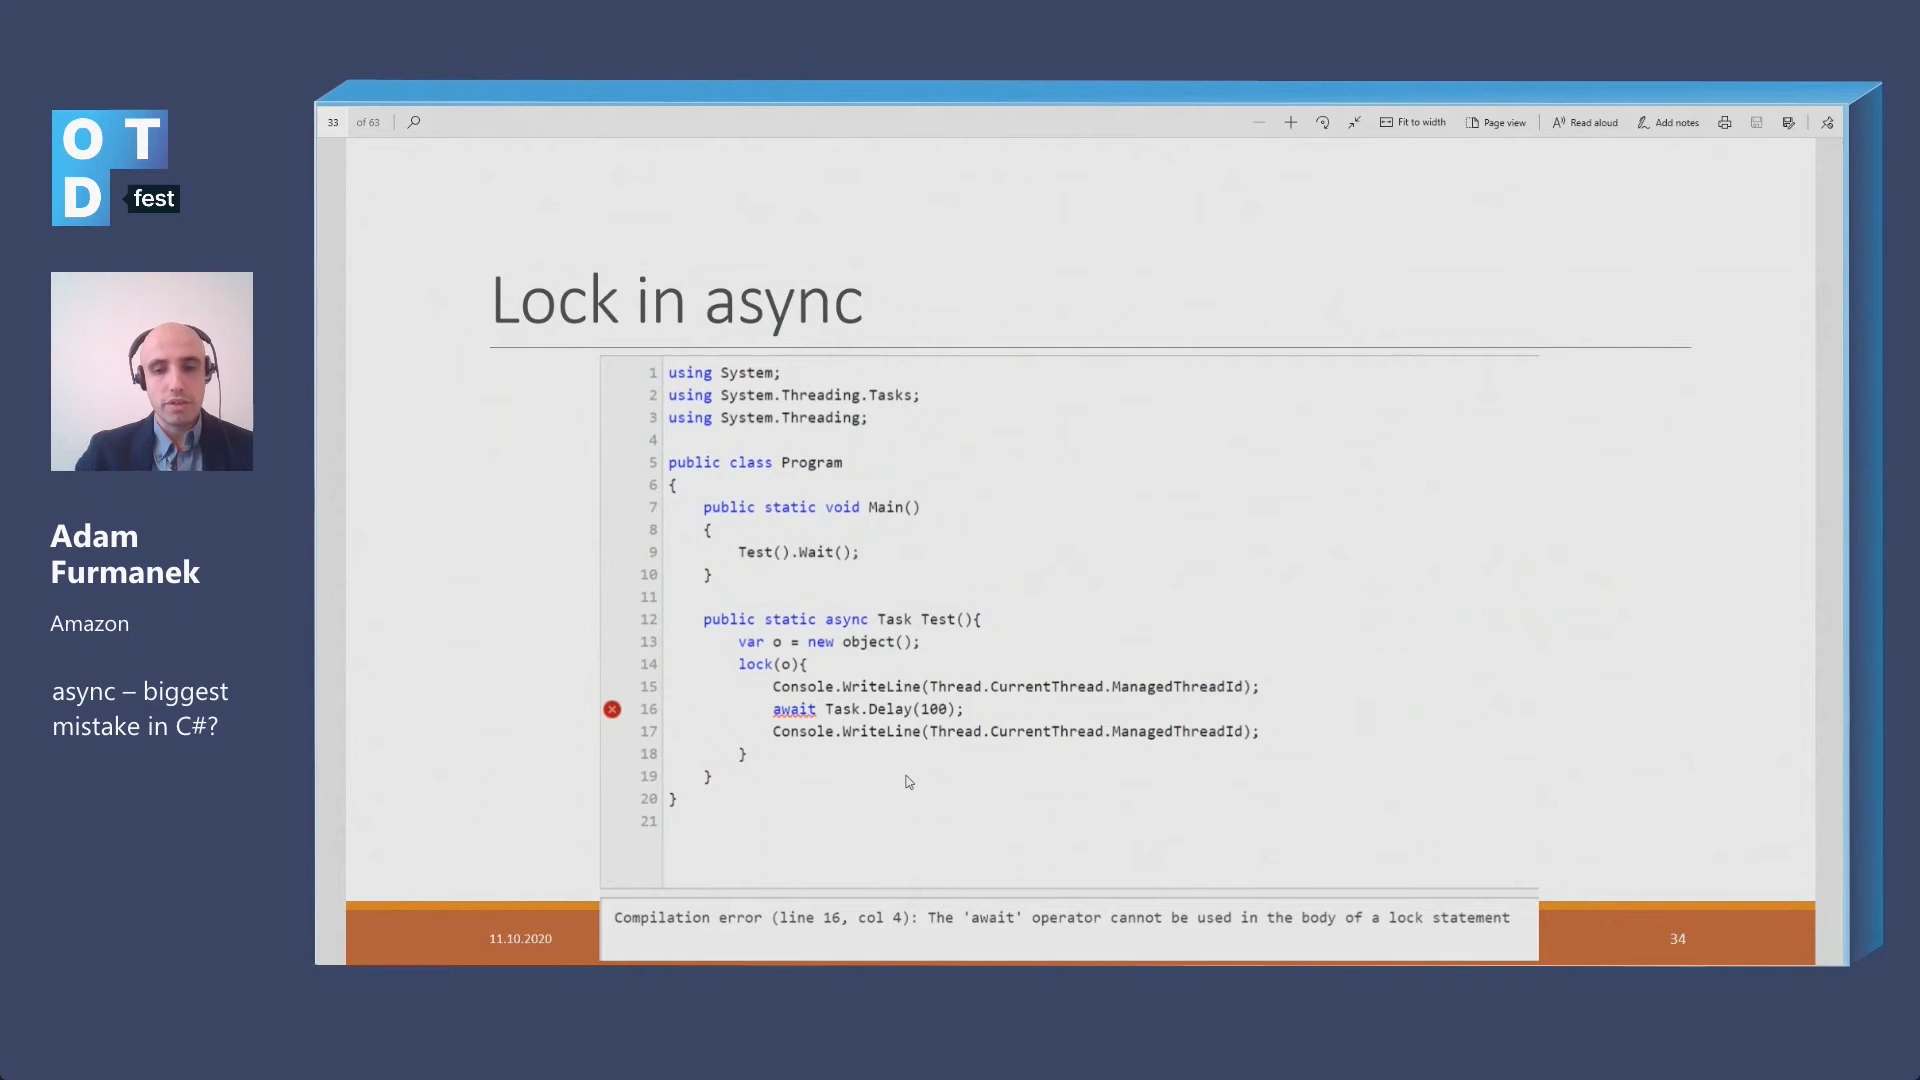 O T
D fest
Adam
Furmanek
Amazon
async – biggest
mistake in C#?
33 of 63 Fit to width Page view Read aloud Add notes
Lock in async
1 using System;
2 using System.Threading.Tasks;
3 using System.Threading;
4
5 public class Program
6 {
7 public static void Main()
8 {
9 Test().Wait();
10 }
11
12 public static async Task Test(){
13 var o = new object();
14 lock(o){
15 Console.WriteLine(Thread.CurrentThread.ManagedThreadId);
16 await Task.Delay(100);
17 Console.WriteLine(Thread.CurrentThread.ManagedThreadId);
18 }
19 }
20 }
21
Compilation error (line 16, col 4): The 'await' operator cannot be used in the body of a lock statement
11.10.2020
34